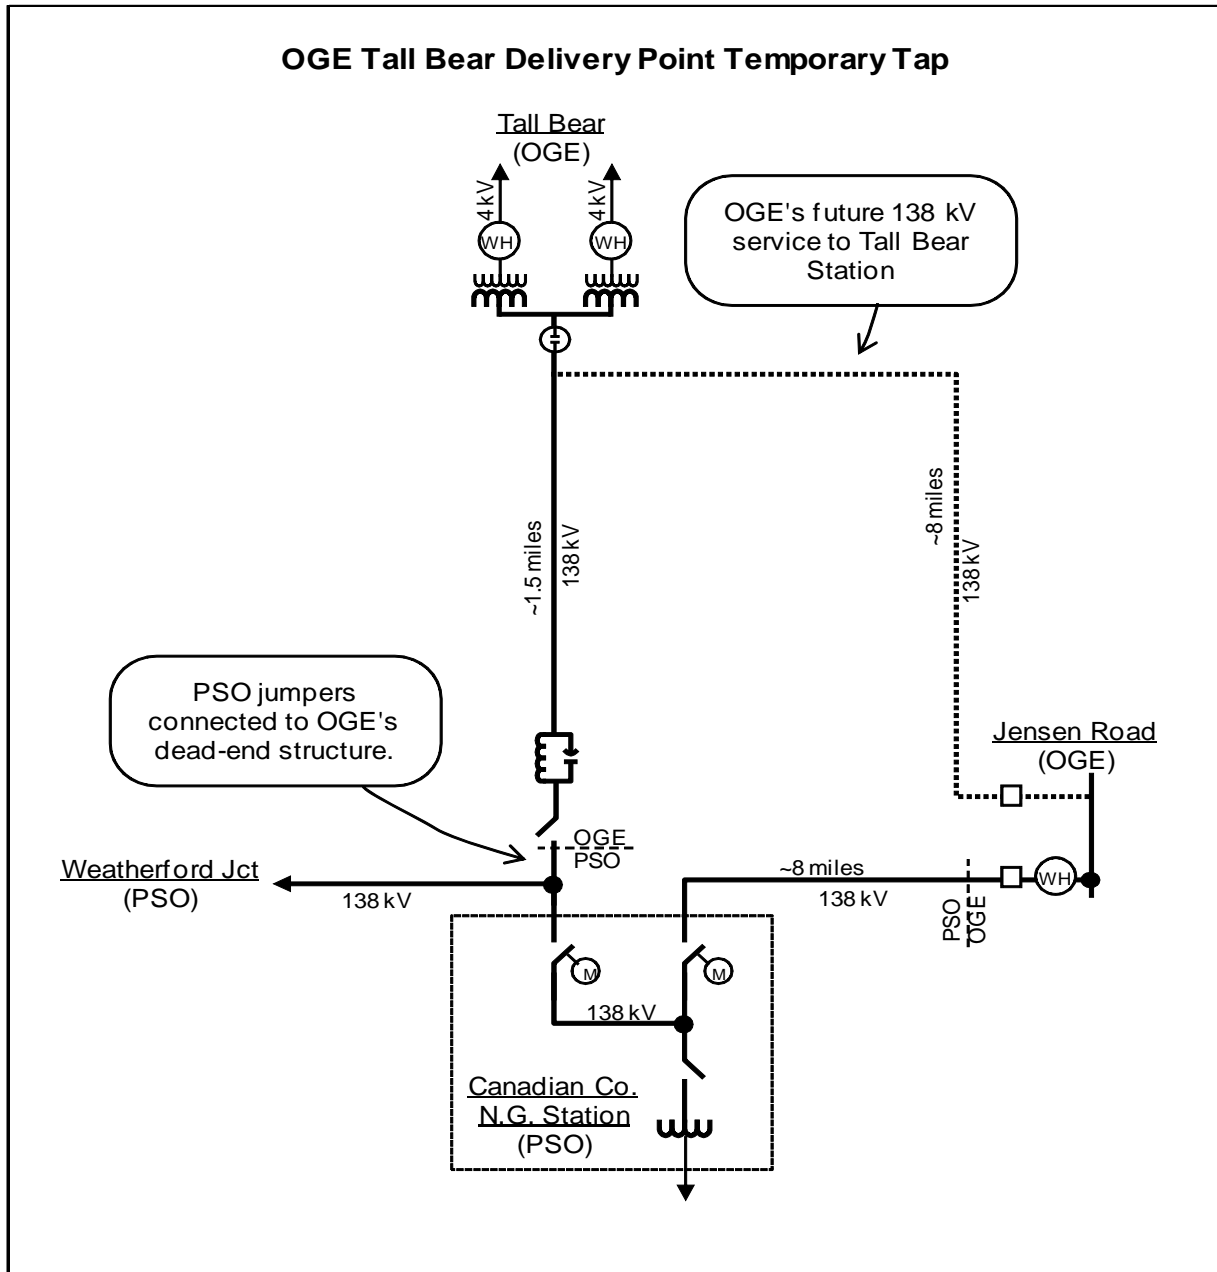 OGE Tall Bear Delivery Point Temporary Tap
Tall Bear
(OGE)
4 kV
4 kV
WH
WH
OGE's future 138 kV
service to Tall Bear
Station
~1.5 miles
138 kV
~8 miles
138 kV
PSO jumpers
connected to OGE's
dead-end structure.
Jensen Road
(OGE)
OGE
PSO
Weatherford Jct
(PSO)
138 kV
~8 miles
138 kV
PSO
OGE
WH
M
M
138 kV
Canadian Co.
N.G. Station
(PSO)